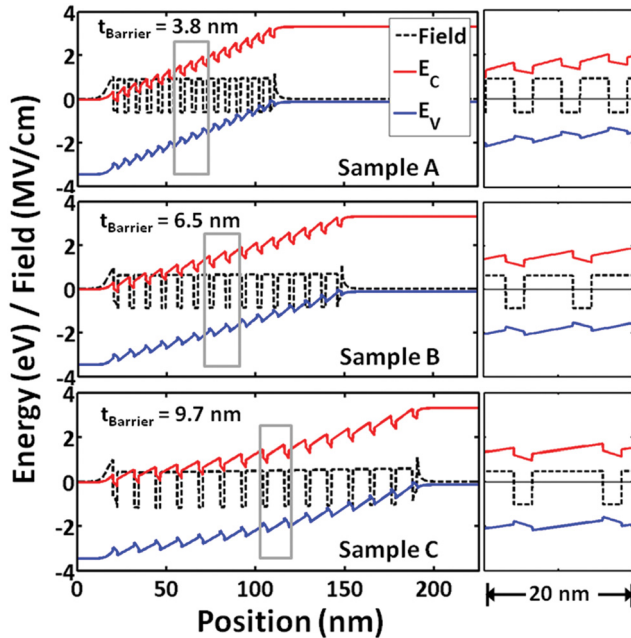 Energy (eV) / Field (MV/cm)
4
2
0
-2
-4
t_Barrier = 3.8 nm
Field
E_C
E_V
Sample A
4
2
0
-2
-4
t_Barrier = 6.5 nm
Sample B
4
2
0
-2
-4
t_Barrier = 9.7 nm
Sample C
0 50 100 150 200
Position (nm)
20 nm